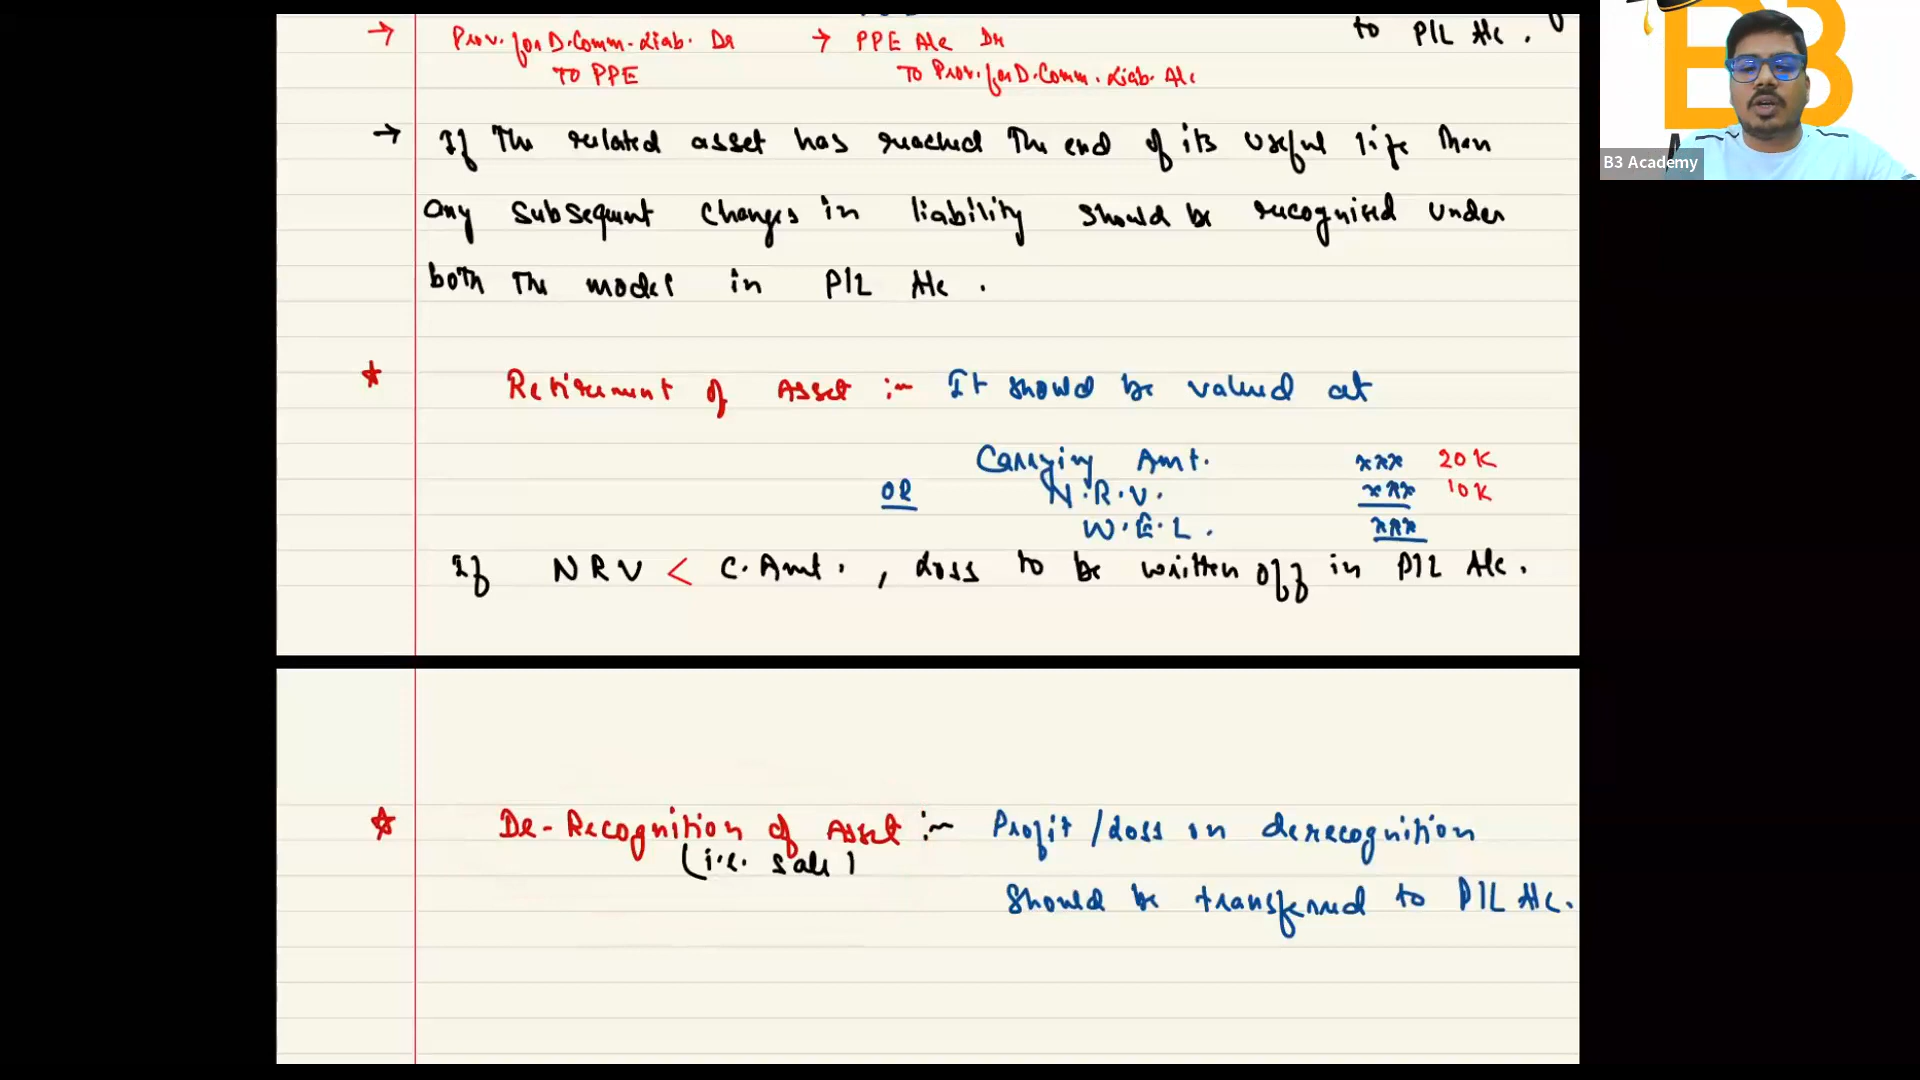 to P/L A/c.
→ Prov. for D. Comm. Liab. Dr → PPE A/c Dr
To PPE To Prov. for D. Comm. Liab. A/c
→ If The related asset has reached The end of its useful life Then
any subsequent changes in liability should be recognised under
both The model in P/L A/c.
* Retirement of Asset :- It should be valued at
Carrying Amt. xxx 20K
OR N.R.V. xxx 10K
W.E.L. xxx
If NRV < C. Amt., Loss to be written off in P/L A/c.
* De-Recognition of Asset :- Profit/Loss on derecognition
(i.e. sale)
should be transferred to P/L A/c.
B3
B3 Academy